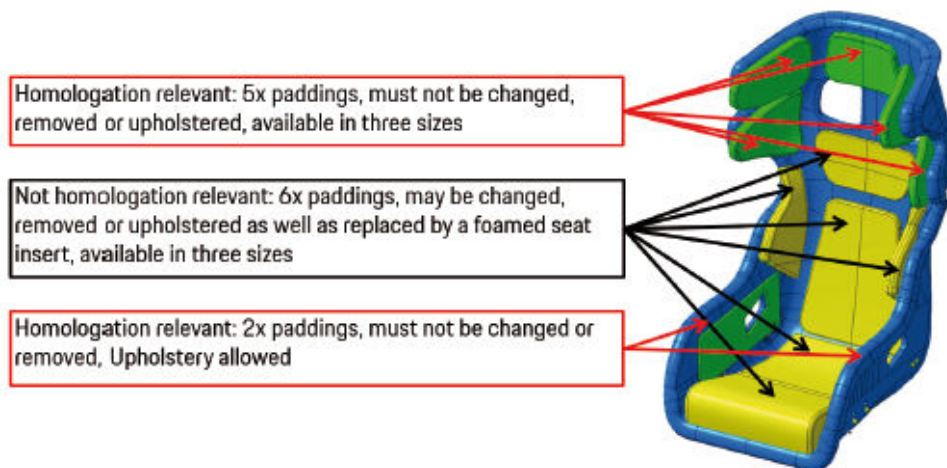 Homologation relevant: 5x paddings, must not be changed,
removed or upholstered, available in three sizes
Not homologation relevant: 6x paddings, may be changed,
removed or upholstered as well as replaced by a foamed seat
insert, available in three sizes
Homologation relevant: 2x paddings, must not be changed or
removed, Upholstery allowed